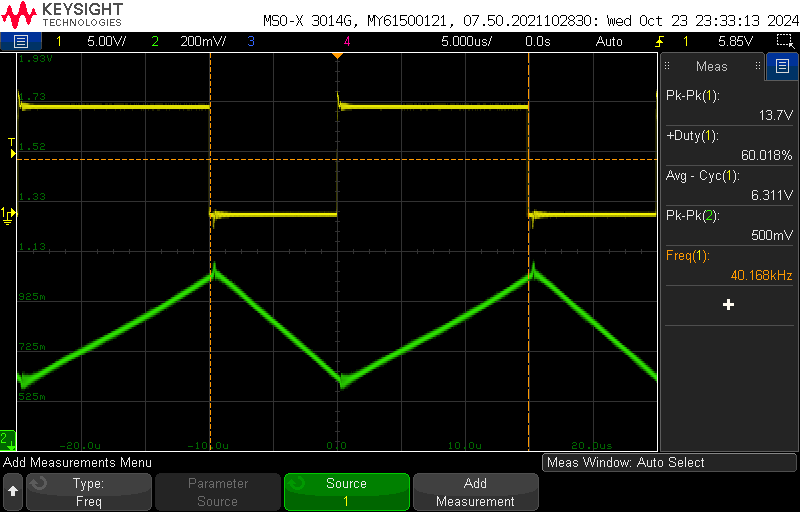 KEYSIGHT
TECHNOLOGIES
MSO-X 3014G, MY61500121, 07.50.2021102830: Wed Oct 23 23:33:13 2024
1 5.00V/ 2 200mV/ 3 4 5.000us/ 0.0s Auto 1 5.85V
1.93V
1.73
1.52
1.33
1.13
925m
725m
525m
T
1
2
-20.0u -10.0u 0.0 10.0u 20.0us
Meas
Pk-Pk(1):
13.7V
+Duty(1):
60.018%
Avg - Cyc(1):
6.311V
Pk-Pk(2):
500mV
Freq(1):
40.168kHz
Add Measurements Menu
Meas Window: Auto Select
Type:
Freq
Parameter
Source
Source
1
Add
Measurement